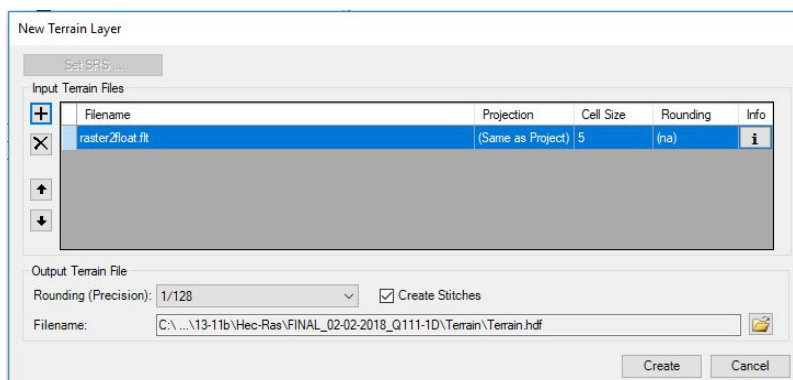 New Terrain Layer
Set SRS ...
Input Terrain Files
Filename Projection Cell Size Rounding Info
raster2float.flt (Same as Project) 5 (na) i
Output Terrain File
Rounding (Precision): 1/128 Create Stitches
Filename: C:\ ...\13-11b\Hec-Ras\FINAL_02-02-2018_Q111-1D\Terrain\Terrain.hdf
Create Cancel